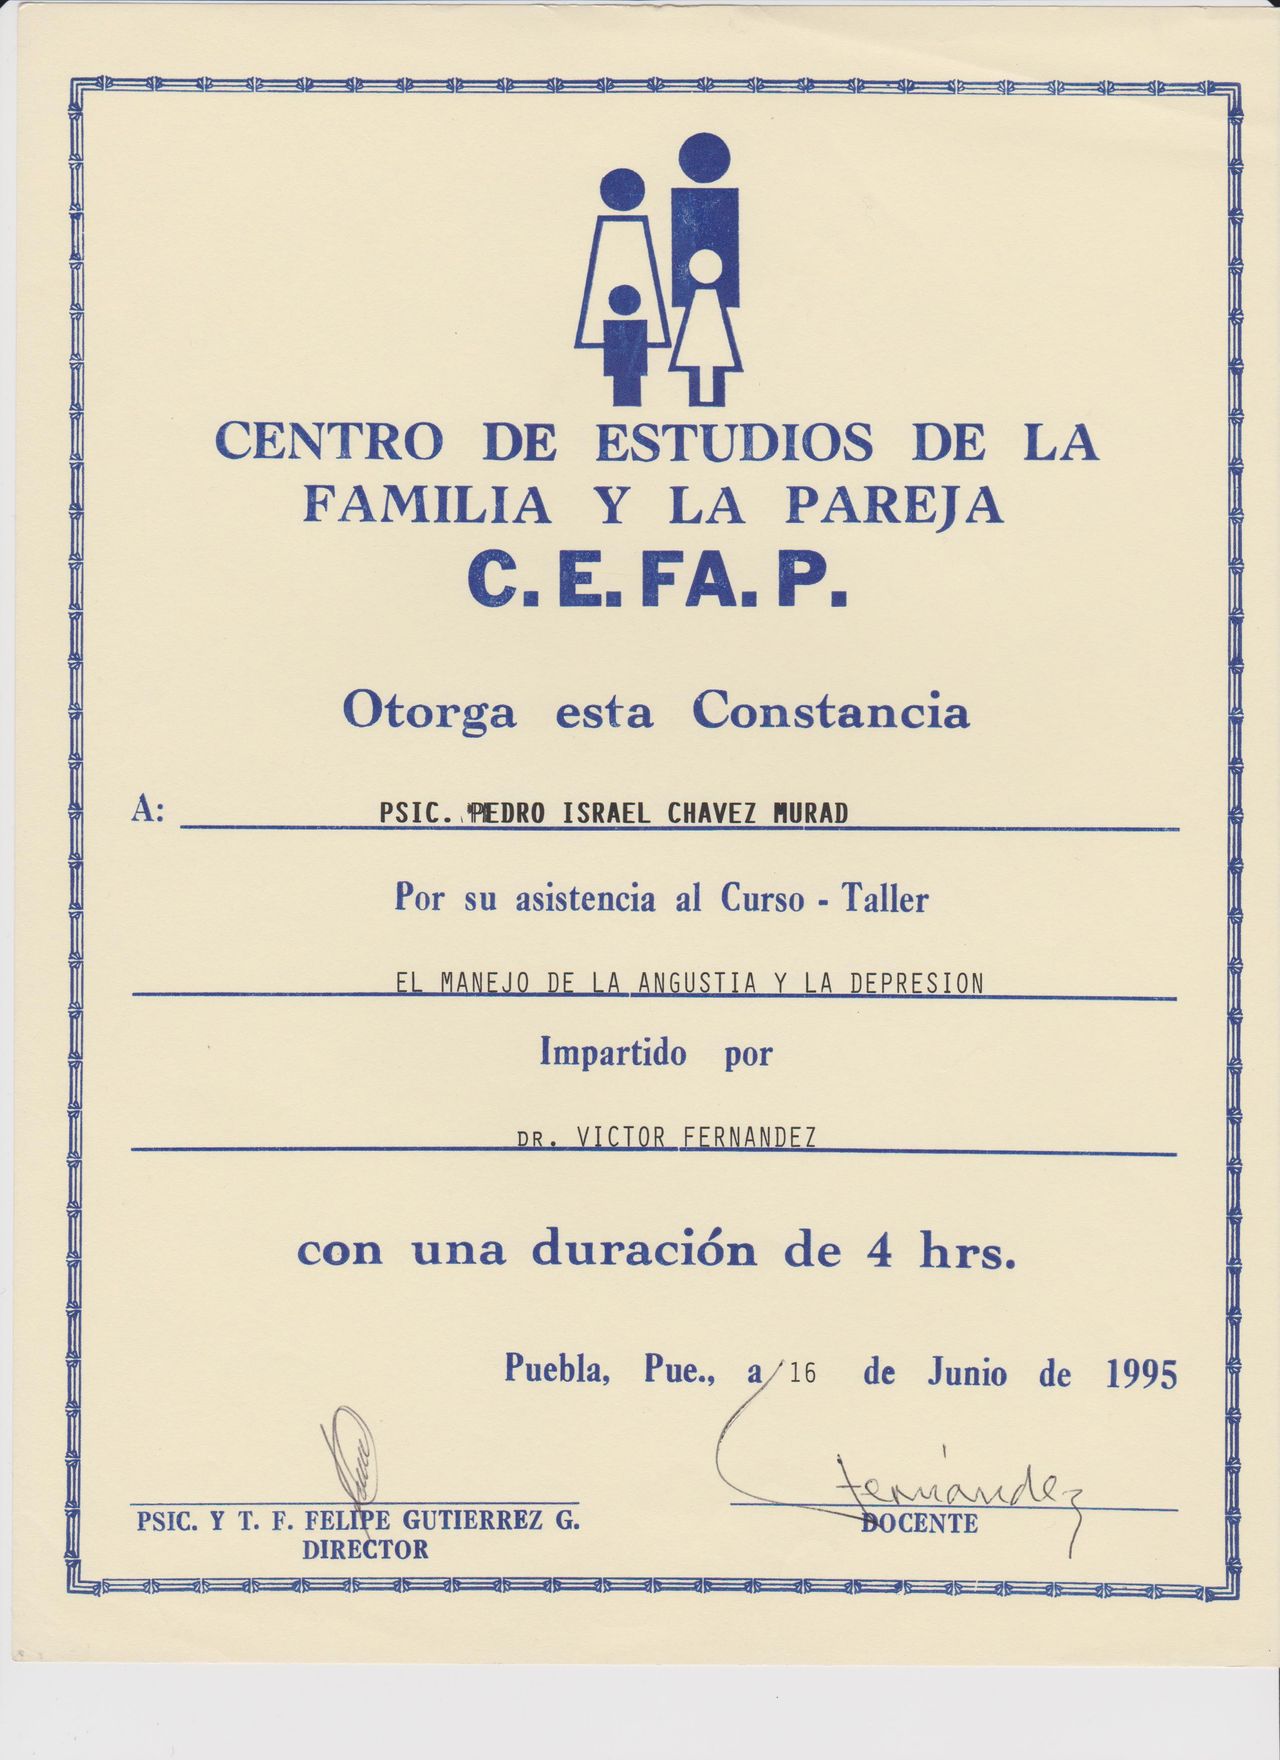 CENTRO DE ESTUDIOS DE LA
FAMILIA Y LA PAREJA
C.E.FA.P.
Otorga esta Constancia
A: PSIC. PEDRO ISRAEL CHAVEZ MURAD
Por su asistencia al Curso - Taller
EL MANEJO DE LA ANGUSTIA Y LA DEPRESION
Impartido por
DR. VICTOR FERNANDEZ
con una duración de 4 hrs.
Puebla, Pue., a 16 de Junio de 1995
Fernández
PSIC. Y T. F. FELIPE GUTIERREZ G.
DIRECTOR
DOCENTE